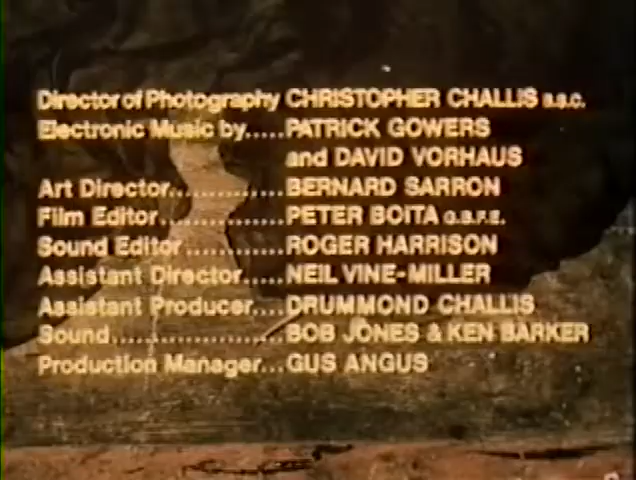 Director of Photography CHRISTOPHER CHALLIS B.S.C.
Electronic Music by.....PATRICK GOWERS
and DAVID VORHAUS
Art Director.............BERNARD SARRON
Film Editor..............PETER BOITA G.B.F.E.
Sound Editor............ROGER HARRISON
Assistant Director.....NEIL VINE-MILLER
Assistant Producer....DRUMMOND CHALLIS
Sound.....................BOB JONES & KEN BARKER
Production Manager...GUS ANGUS